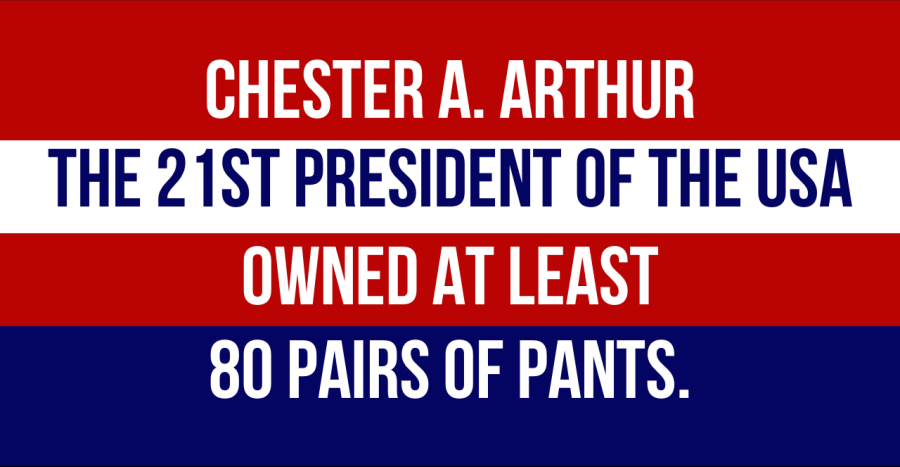 CHESTER A. ARTHUR
THE 21ST PRESIDENT OF THE USA
OWNED AT LEAST
80 PAIRS OF PANTS.